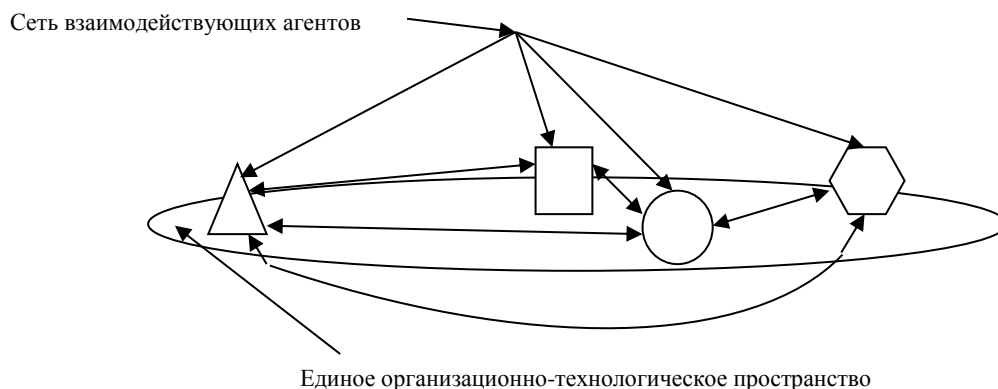 Сеть взаимодействующих агентов
Единое организационно-технологическое пространство